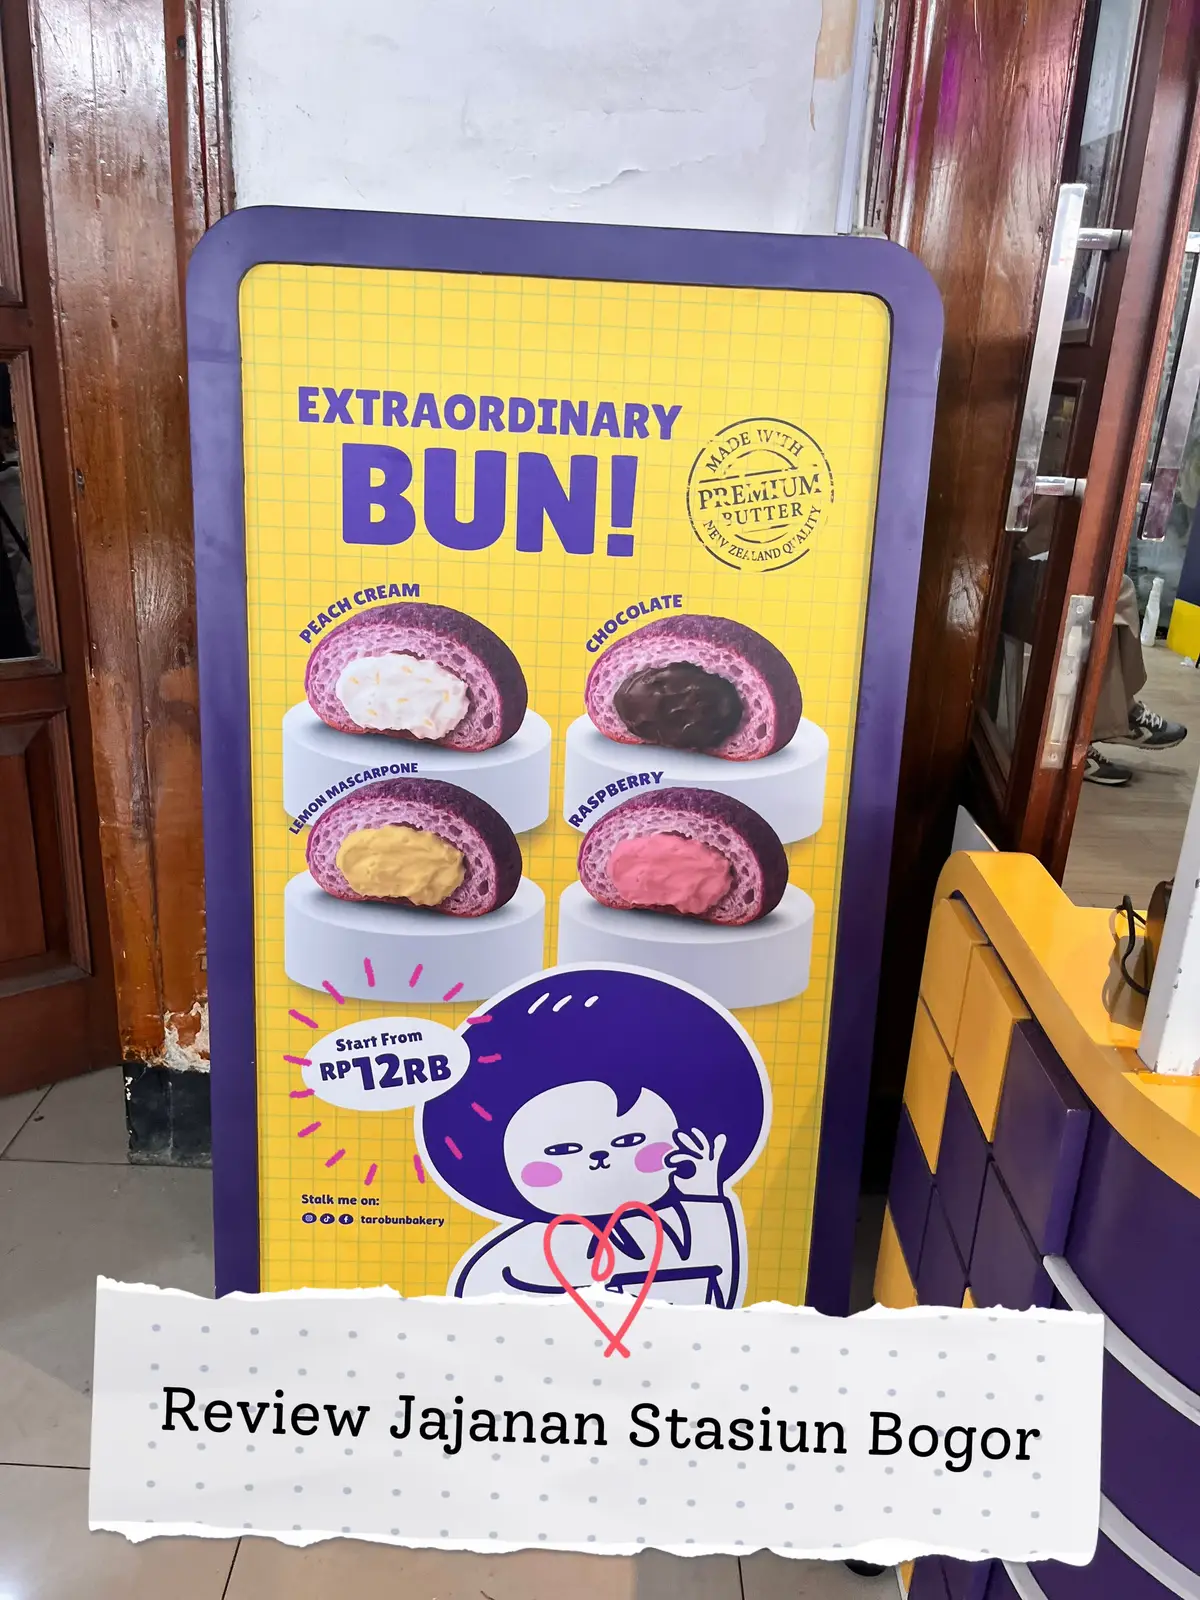 EXTRAORDINARY
BUN!
MADE WITH
PREMIUM
BUTTER
NEW ZEALAND QUALITY
PEACH CREAM
CHOCOLATE
LEMON MASCARPONE
RASPBERRY
Start From
RP12RB
Stalk me on:
tarobunbakery
Review Jajanan Stasiun Bogor